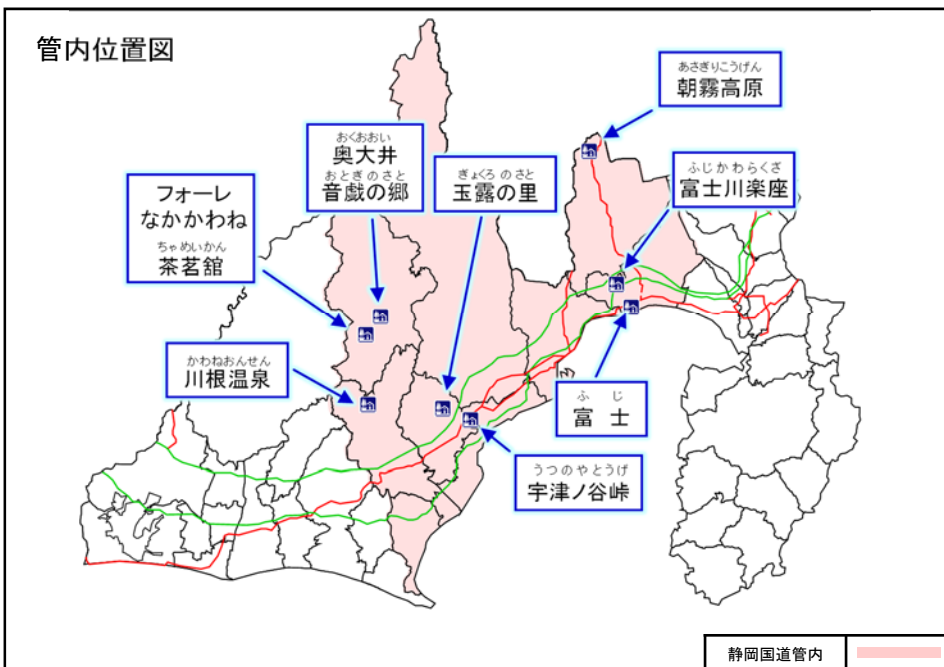 管内位置図
あさぎりこうげん
朝霧高原
おくおおい
奥大井
おとぎのさと
音戯の郷
ぎょくろ のさと
玉露の里
ふじかわらくざ
富士川楽座
フォーレ
なかかわね
ちゃめいかん
茶茗舘
かわねおんせん
川根温泉
ふ じ
富 士
うつのやとうげ
宇津ノ谷峠
静岡国道管内